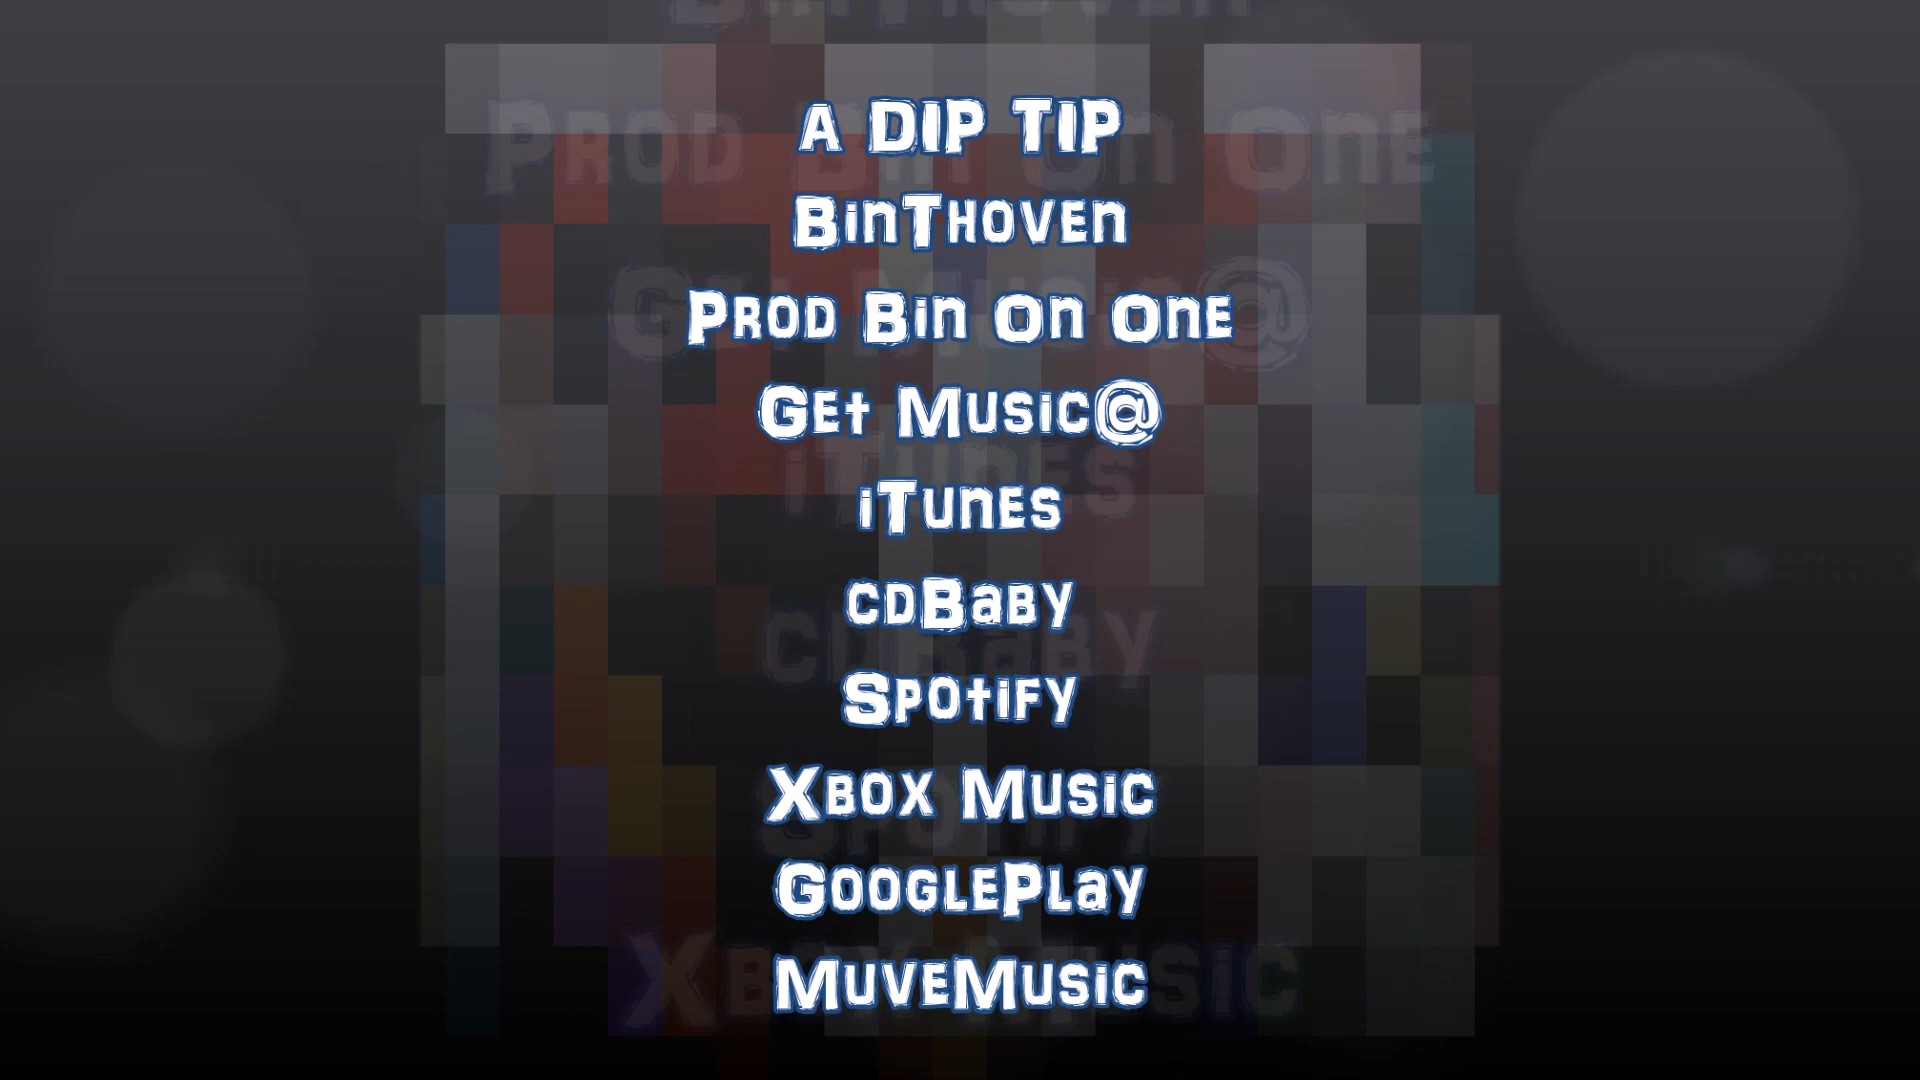 A DIP TIP
BinThoven
Prod Bin On One
Get Music@
iTunes
cdBaby
Spotify
Xbox Music
GooglePlay
MuveMusic